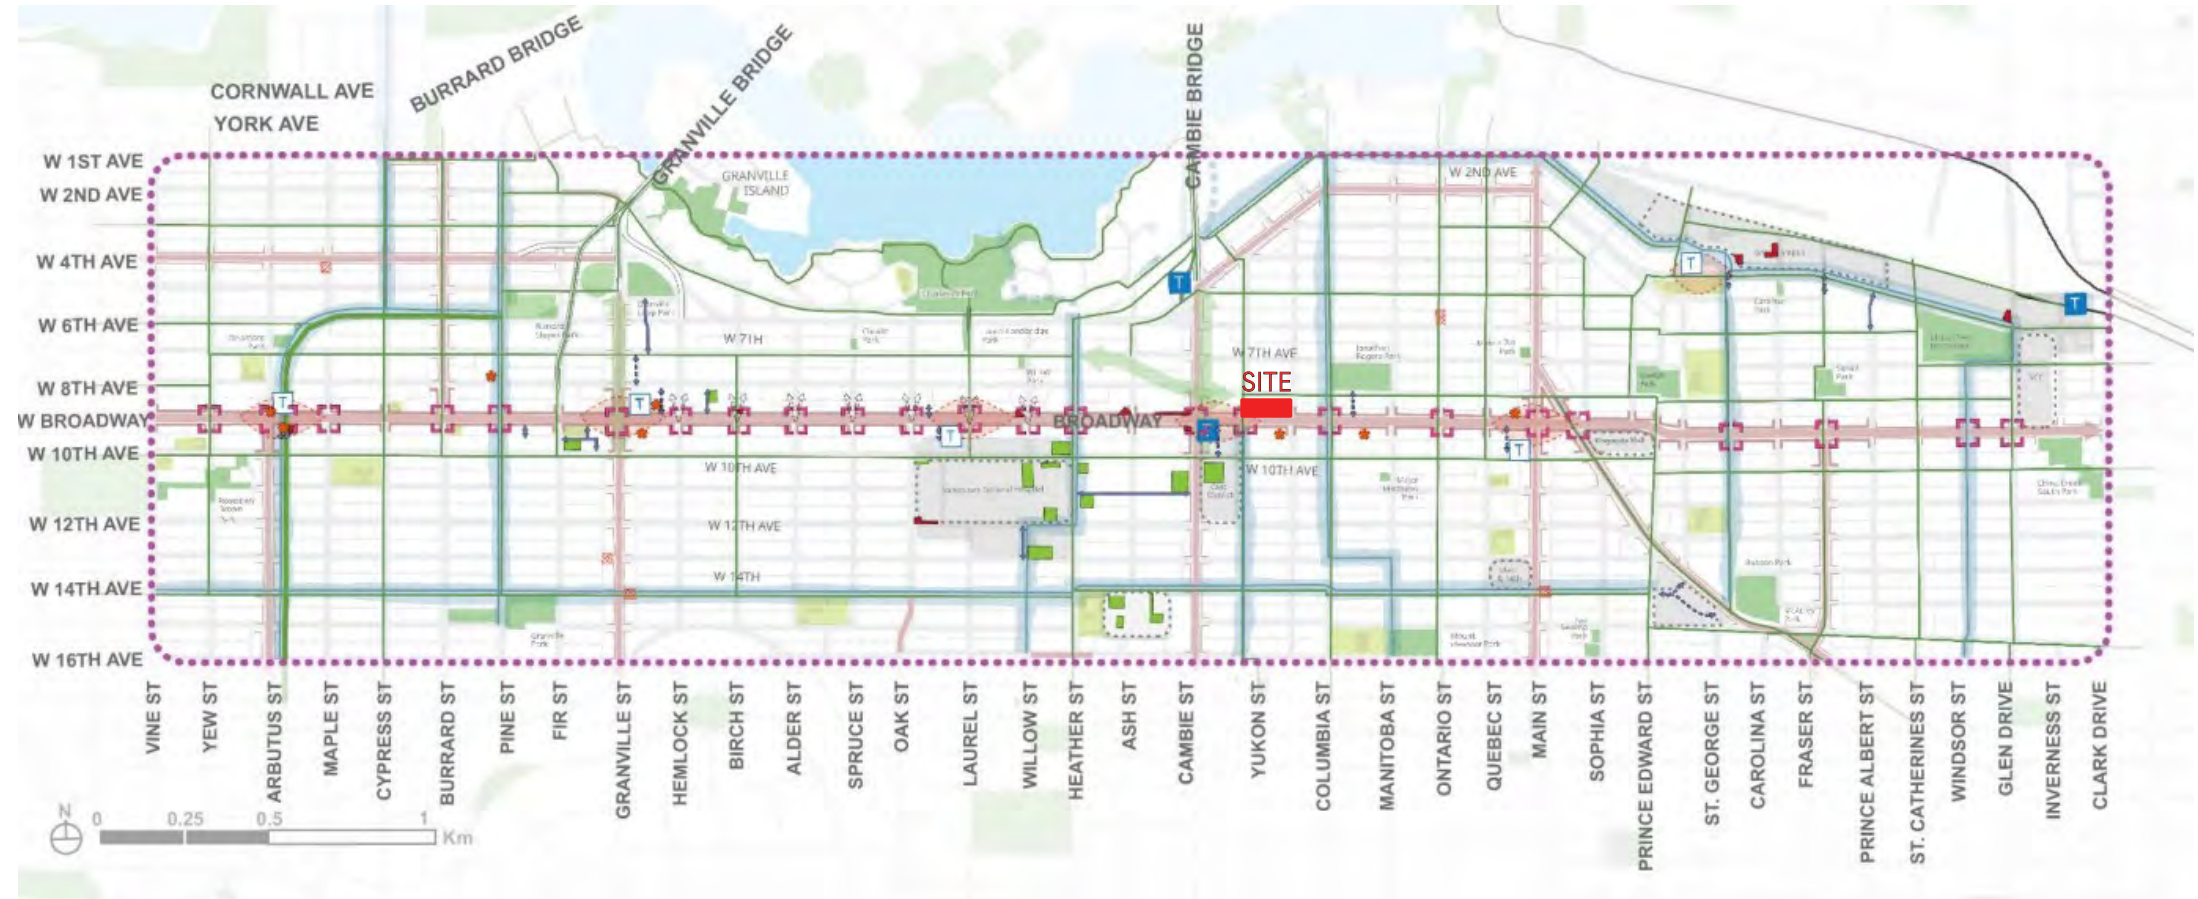 BURRARD BRIDGE
GRANVILLE BRIDGE
CAMBIE BRIDGE
CORNWALL AVE
YORK AVE
W 1ST AVE
W 2ND AVE
W 4TH AVE
W 6TH AVE
W 8TH AVE
W BROADWAY
W 10TH AVE
W 12TH AVE
W 14TH AVE
W 16TH AVE
GRANVILLE
ISLAND
W 2ND AVE
T
T
T
W 7TH
W 7TH AVE
SITE
T
T
BROADWAY
T
T
T
W 10TH AVE
W 10TH AVE
W 12TH AVE
W 14TH
Granville
Park
VINE ST
YEW ST
ARBUTUS ST
MAPLE ST
CYPRESS ST
BURRARD ST
PINE ST
FIR ST
GRANVILLE ST
HEMLOCK ST
BIRCH ST
ALDER ST
SPRUCE ST
OAK ST
LAUREL ST
WILLOW ST
HEATHER ST
ASH ST
CAMBIE ST
YUKON ST
COLUMBIA ST
MANITOBA ST
ONTARIO ST
QUEBEC ST
MAIN ST
SOPHIA ST
PRINCE EDWARD ST
ST. GEORGE ST
CAROLINA ST
FRASER ST
PRINCE ALBERT ST
ST. CATHERINES ST
WINDSOR ST
GLEN DRIVE
INVERNESS ST
CLARK DRIVE
N
0 0.25 0.5 1
Km